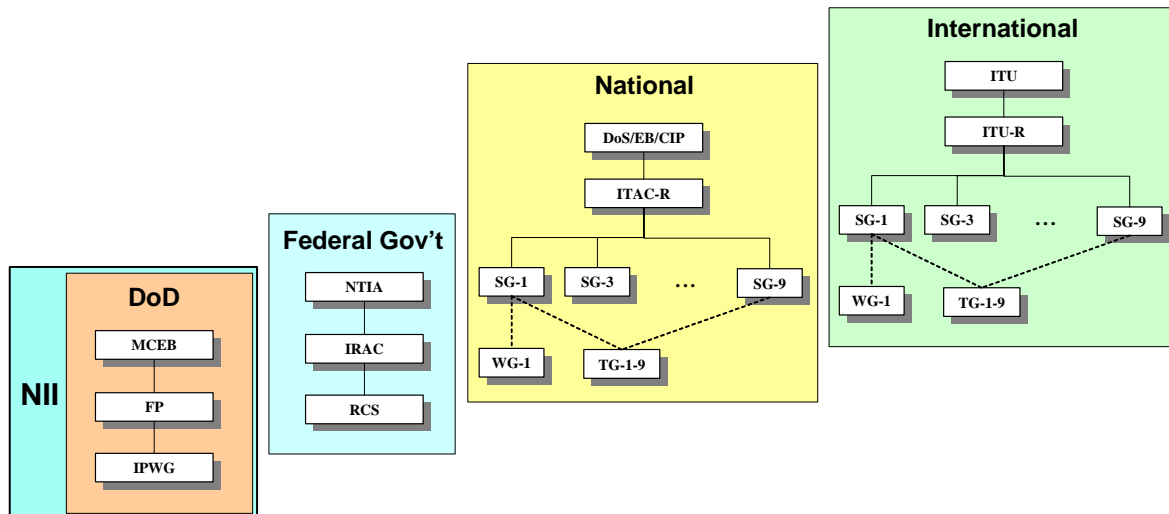 NII
DoD
MCEB
FP
IPWG
Federal Gov't
NTIA
IRAC
RCS
National
DoS/EB/CIP
ITAC-R
SG-1
SG-3
...
SG-9
WG-1
TG-1-9
International
ITU
ITU-R
SG-1
SG-3
...
SG-9
WG-1
TG-1-9